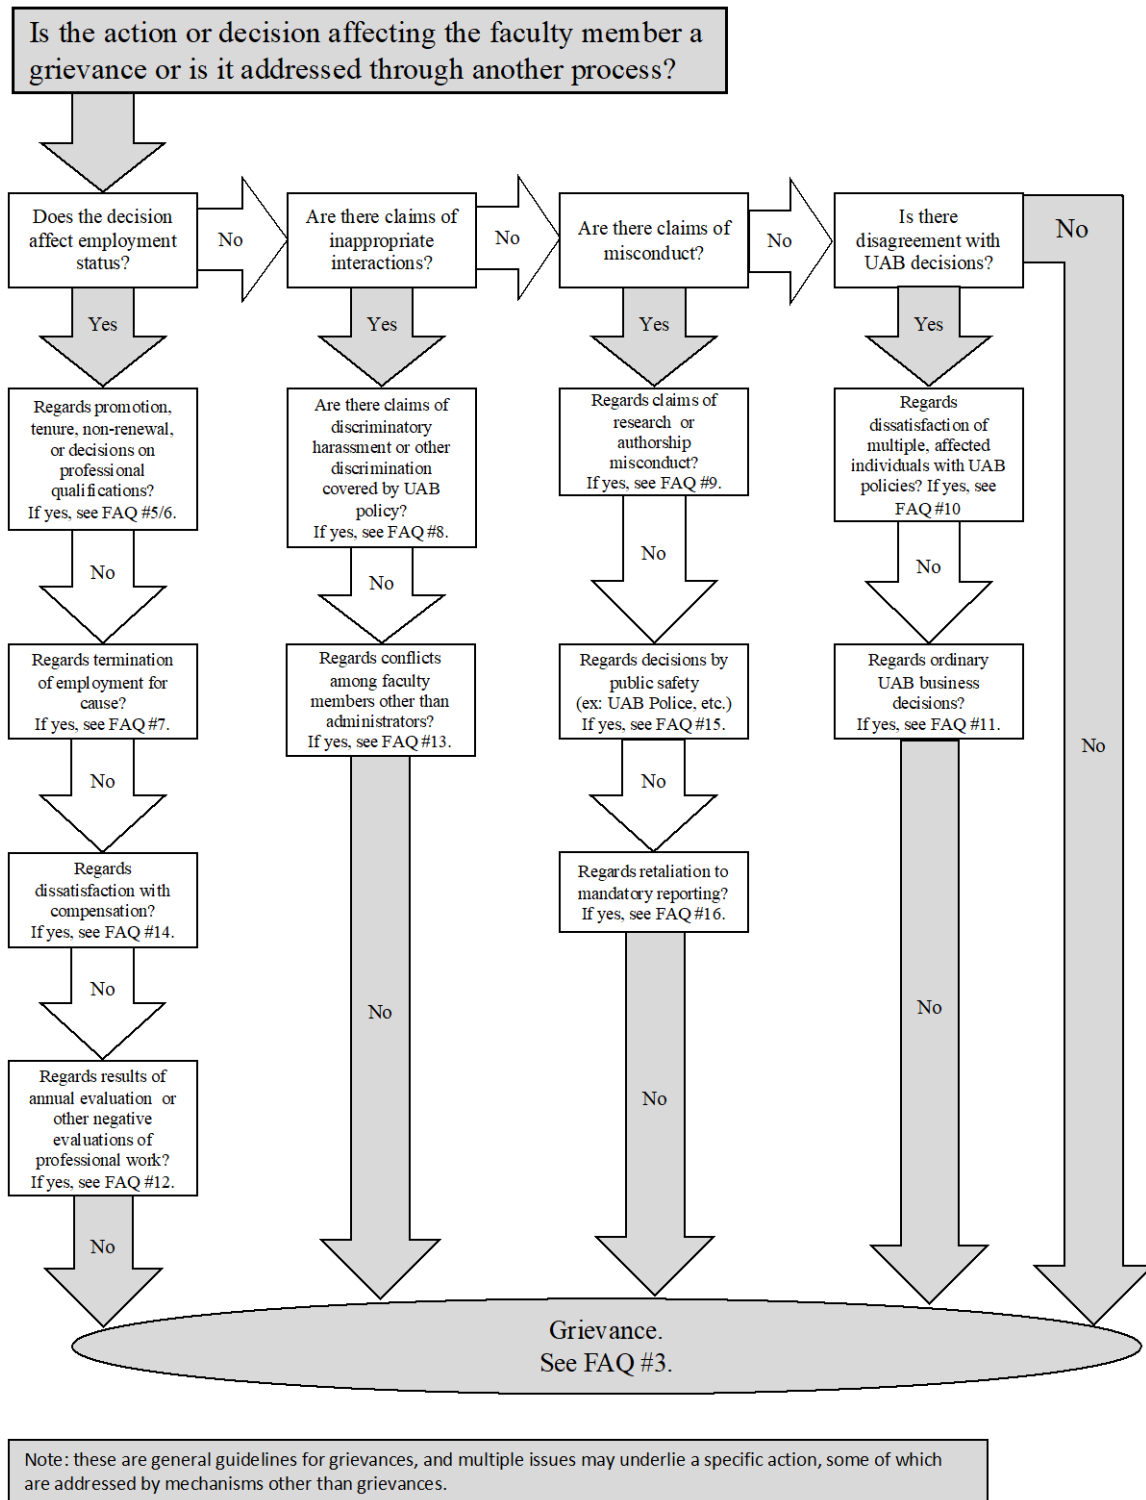 Is the action or decision affecting the faculty member a
grievance or is it addressed through another process?
Does the decision
affect employment
status?
No
Are there claims of
inappropriate
interactions?
No
Are there claims of
misconduct?
No
Is there
disagreement with
UAB decisions?
No
Yes
Yes
Yes
Yes
Regards promotion,
tenure, non-renewal,
or decisions on
professional
qualifications?
If yes, see FAQ #5/6.
Are there claims of
discriminatory
harassment or other
discrimination
covered by UAB
policy?
If yes, see FAQ #8.
Regards claims of
research or
authorship
misconduct?
If yes, see FAQ #9.
Regards
dissatisfaction of
multiple, affected
individuals with UAB
policies? If yes, see
FAQ #10
No
No
No
No
Regards termination
of employment for
cause?
If yes, see FAQ #7.
Regards conflicts
among faculty
members other than
administrators?
If yes, see FAQ #13.
Regards decisions by
public safety
(ex: UAB Police, etc.)
If yes, see FAQ #15.
Regards ordinary
UAB business
decisions?
If yes, see FAQ #11.
No
No
No
Regards
dissatisfaction with
compensation?
If yes, see FAQ #14.
Regards retaliation to
mandatory reporting?
If yes, see FAQ #16.
No
No
No
Regards results of
annual evaluation or
other negative
evaluations of
professional work?
If yes, see FAQ #12.
No
No
Grievance.
See FAQ #3.
Note: these are general guidelines for grievances, and multiple issues may underlie a specific action, some of which
are addressed by mechanisms other than grievances.